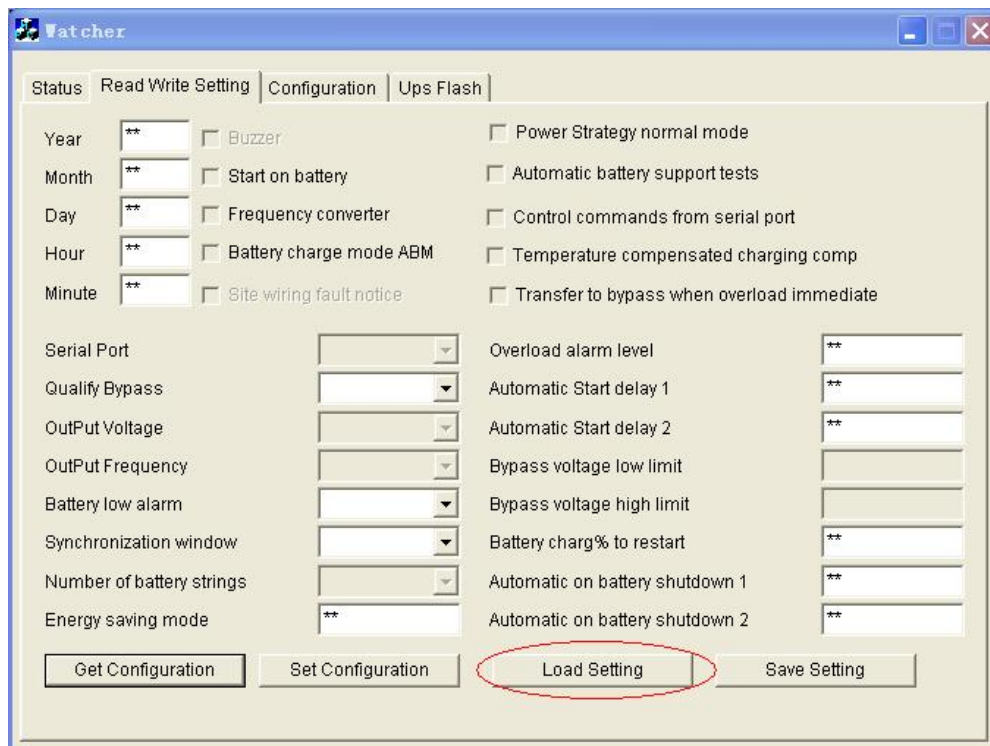 Watcher
Status Read Write Setting Configuration Ups Flash
Year ** Buzzer Power Strategy normal mode
Month ** Start on battery Automatic battery support tests
Day ** Frequency converter Control commands from serial port
Hour ** Battery charge mode ABM Temperature compensated charging comp
Minute ** Site wiring fault notice Transfer to bypass when overload immediate
Serial Port Overload alarm level **
Qualify Bypass Automatic Start delay 1 **
OutPut Voltage Automatic Start delay 2 **
OutPut Frequency Bypass voltage low limit
Battery low alarm Bypass voltage high limit
Synchronization window Battery charg% to restart **
Number of battery strings Automatic on battery shutdown 1 **
Energy saving mode ** Automatic on battery shutdown 2 **
Get Configuration Set Configuration Load Setting Save Setting